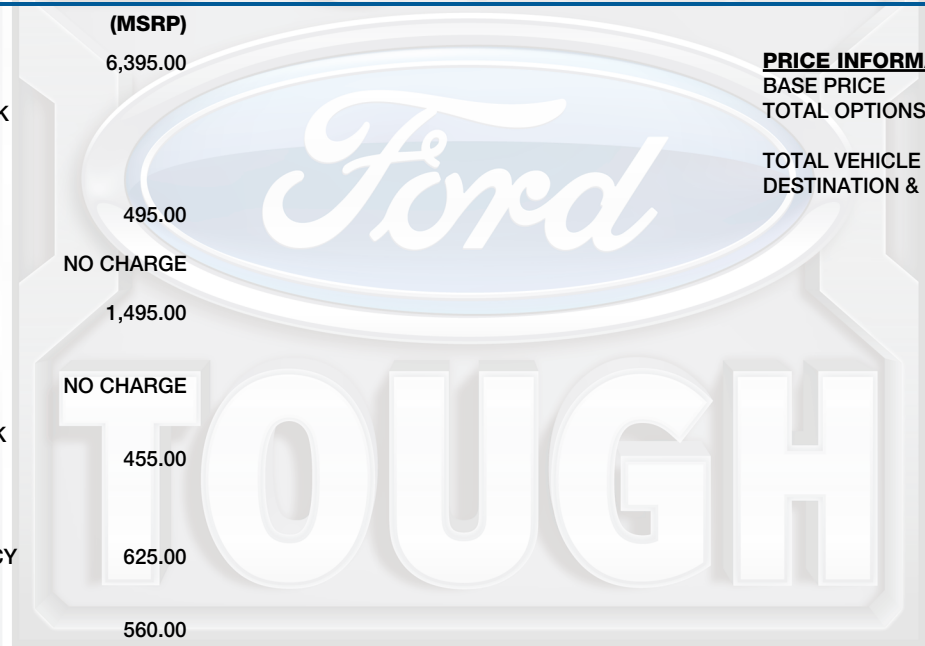 (MSRP)
6,395.00
K
495.00
NO CHARGE
1,495.00
NO CHARGE
K
455.00
CY
625.00
560.00
PRICE INFORMA
BASE PRICE
TOTAL OPTIONS
TOTAL VEHICLE
DESTINATION &
Ford
TOUGH